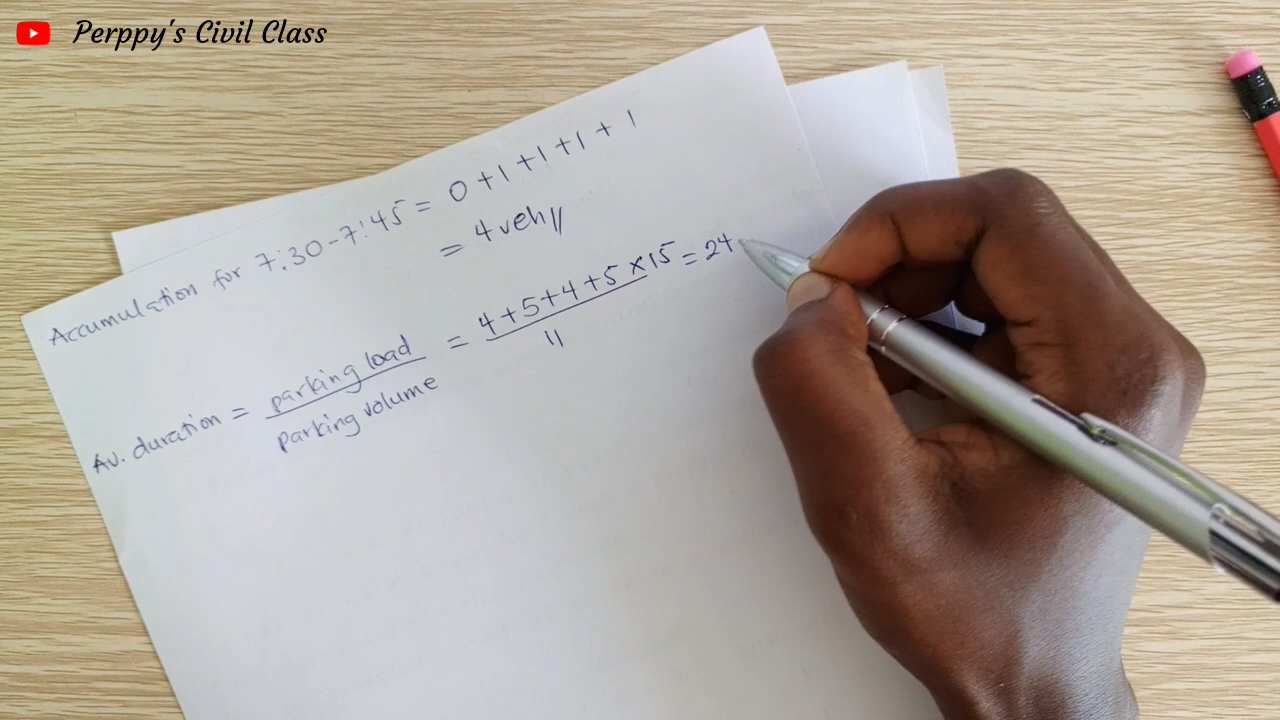 Perppy's Civil Class
Accumulation for 7:30-7:45 = 0+1+1+1+1
= 4veh//
Av. duration = parking load / parking volume = 4+5+4+5 x15 / 11 = 24